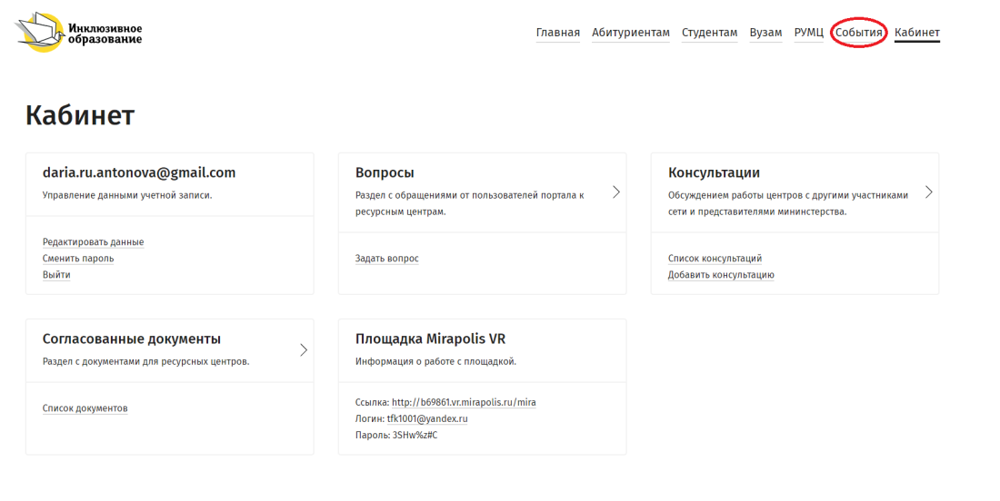 Инклюзивное
образование
Главная Абитуриентам Студентам Вузам РУМЦ События Кабинет
Кабинет
daria.ru.antonova@gmail.com
Управление данными учетной записи.
Редактировать данные
Сменить пароль
Выйти
Вопросы
Раздел с обращениями от пользователей портала к
ресурсным центрам.
Задать вопрос
Консультации
Обсуждением работы центров с другими участниками
сети и представителями мининстерства.
Список консультаций
Добавить консультацию
Согласованные документы
Раздел с документами для ресурсных центров.
Список документов
Площадка Mirapolis VR
Информация о работе с площадкой.
Ссылка: http://b69861.vr.mirapolis.ru/mira
Логин: tfk1001@yandex.ru
Пароль: 3SHw%z#C